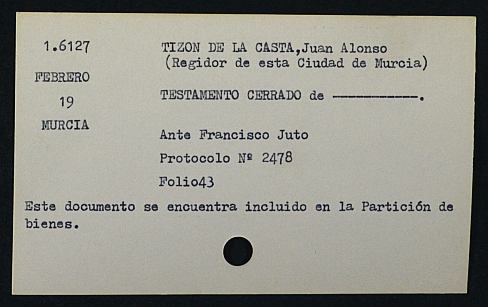 1.6127
FEBRERO
19
MURCIA
TIZON DE LA CASTA,Juan Alonso
(Regidor de esta Ciudad de Murcia)
TESTAMENTO CERRADO de -----------.
Ante Francisco Juto
Protocolo Nº 2478
Folio43
Este documento se encuentra incluido en la Partición de
bienes.